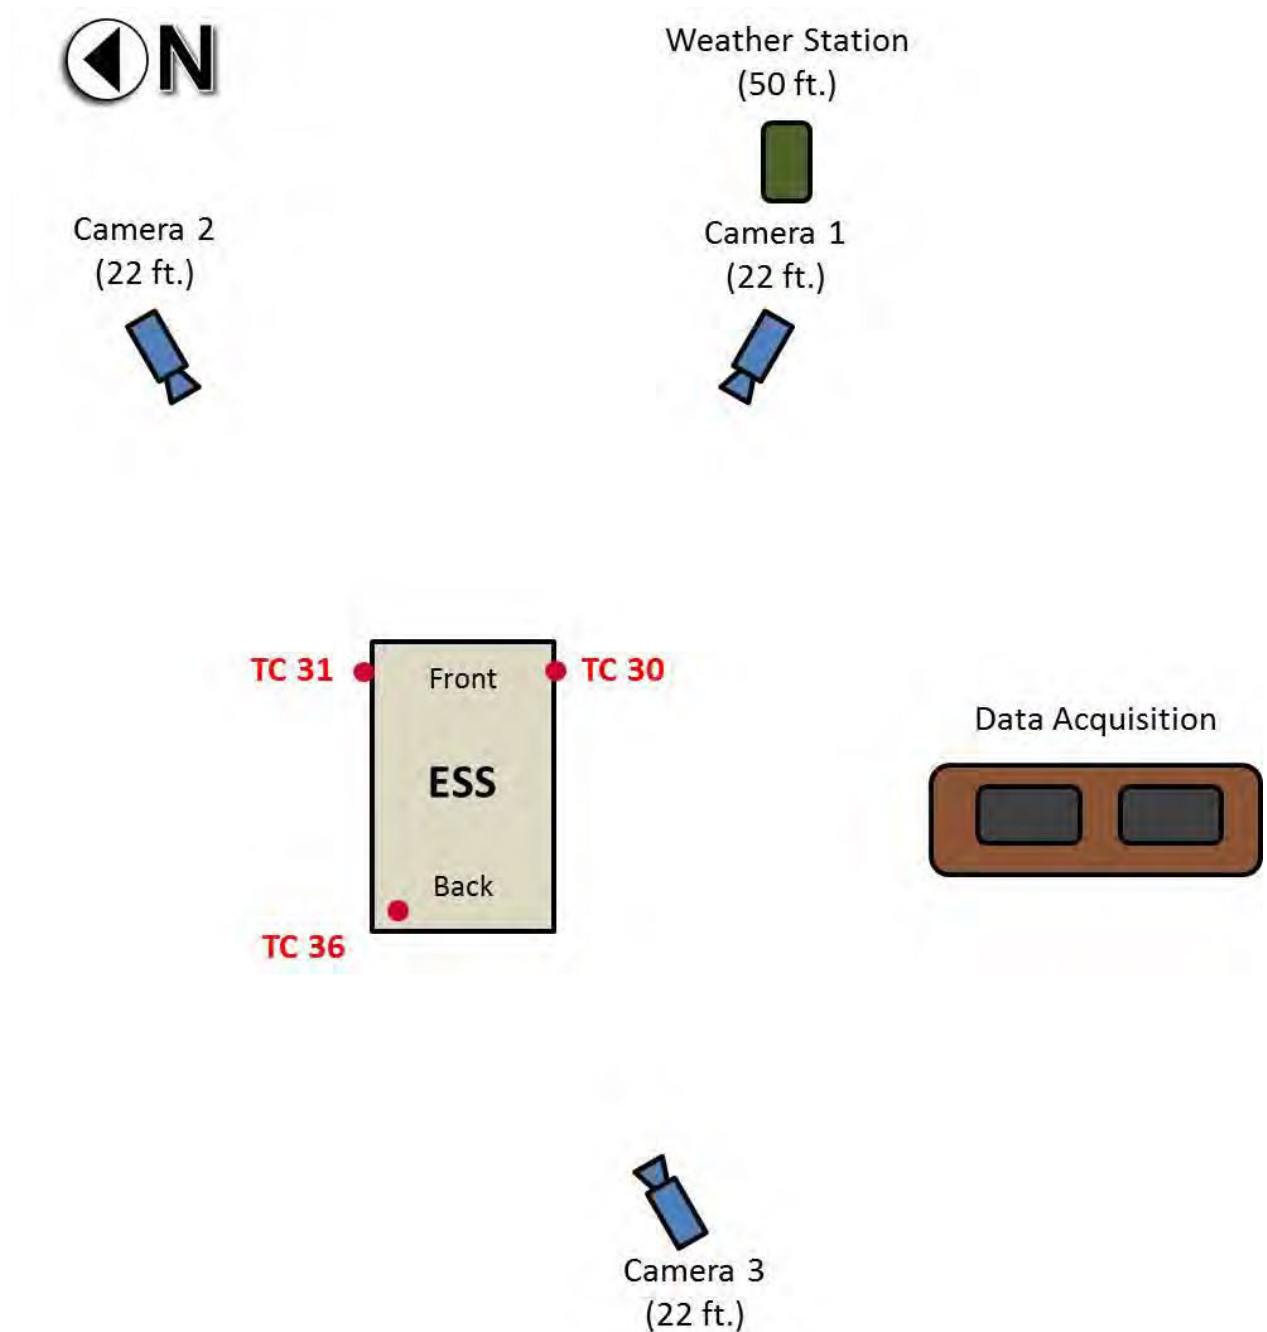 N
Weather Station
(50 ft.)
Camera 2
(22 ft.)
Camera 1
(22 ft.)
TC 31
Front
TC 30
ESS
Data Acquisition
Back
TC 36
Camera 3
(22 ft.)